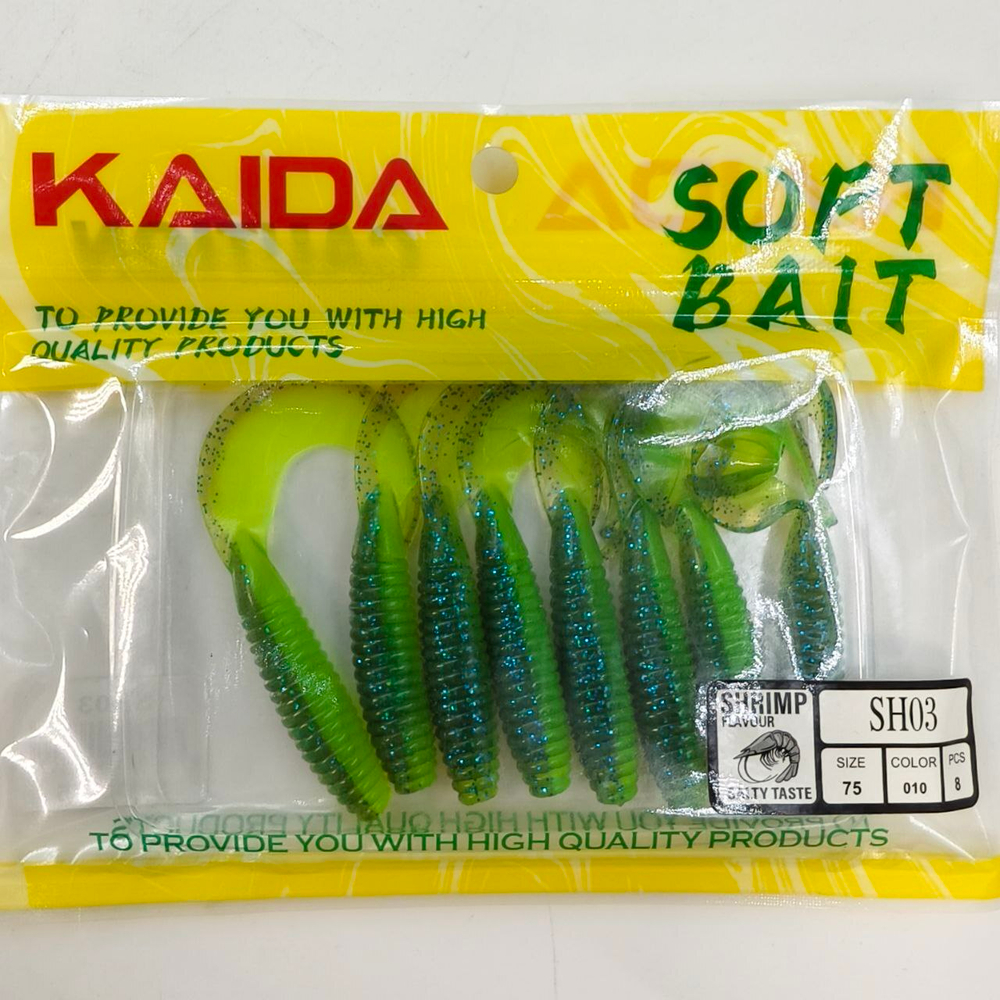 KAIDA
SOFT
BAIT
TO PROVIDE YOU WITH HIGH
QUALITY PRODUCTS
SHRIMP
FLAVOUR
SALTY TASTE
SH03
SIZE
75
COLOR
010
PCS
8
TO PROVIDE YOU WITH HIGH QUALITY PRODUCTS